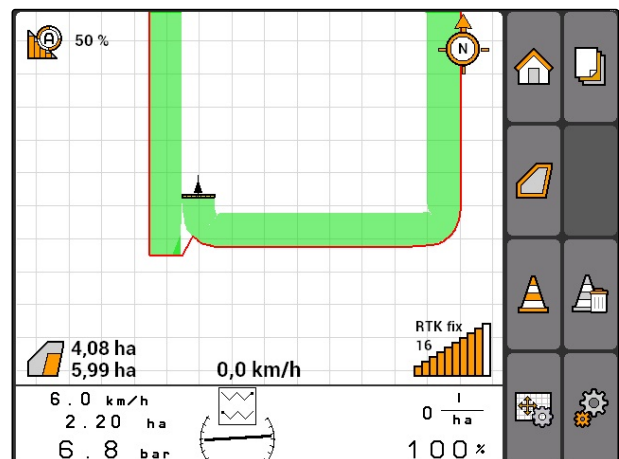 A 50 %
N
RTK fix
16
4,08 ha
5,99 ha
0,0 km/h
6.0 km/h
2.20 ha
6.8 bar
0 l/ha
100%